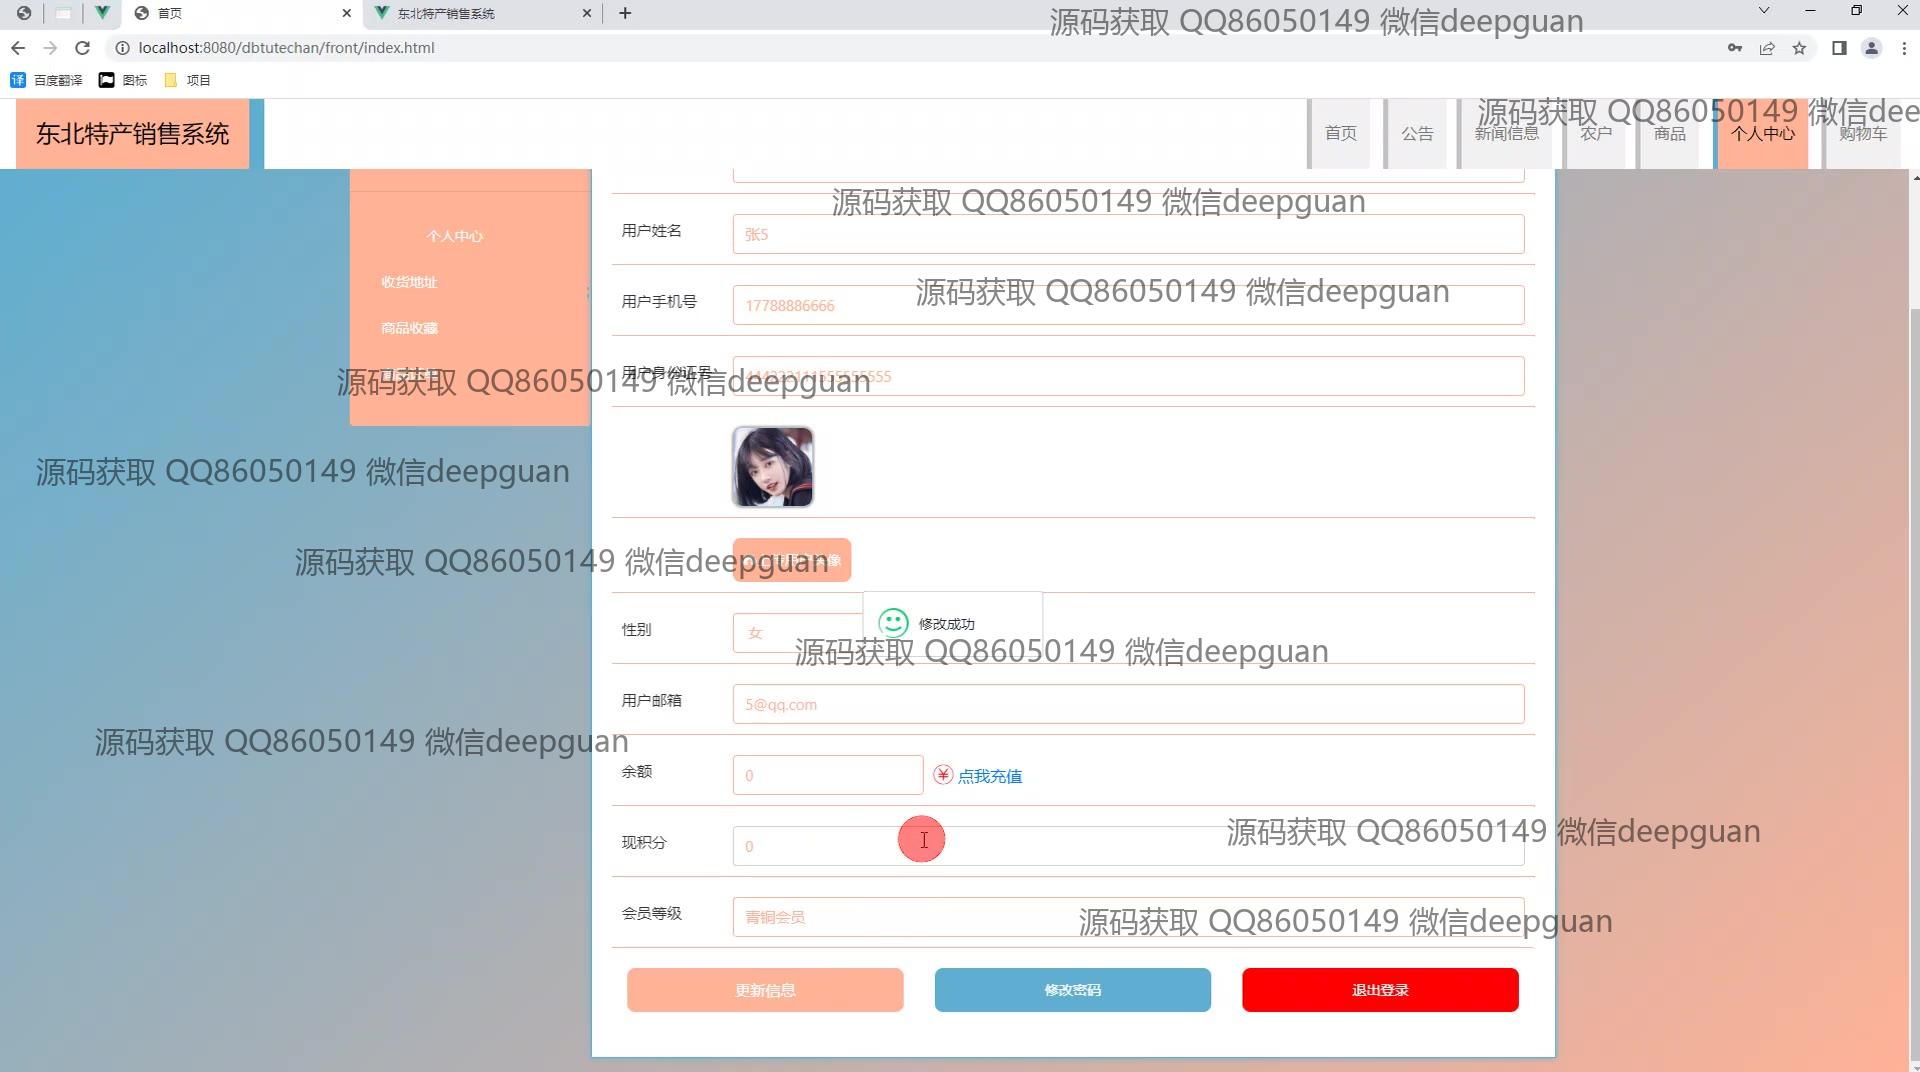 首页
东北特产销售系统
源码获取 QQ86050149 微信deepguan
localhost:8080/dbtutechan/front/index.html
百度翻译
图标
项目
东北特产销售系统
首页
公告
新闻信息
农户
商品
个人中心
购物车
源码获取 QQ86050149 微信dee
源码获取 QQ86050149 微信deepguan
个人中心
用户姓名
张5
收货地址
源码获取 QQ86050149 微信deepguan
用户手机号
17788886666
商品收藏
用户身份证号
源码获取 QQ86050149 微信deepguan
源码获取 QQ86050149 微信deepguan
源码获取 QQ86050149 微信deepguan
修改成功
性别
女
源码获取 QQ86050149 微信deepguan
用户邮箱
5@qq.com
源码获取 QQ86050149 微信deepguan
余额
0
¥ 点我充值
源码获取 QQ86050149 微信deepguan
现积分
0
会员等级
青铜会员
源码获取 QQ86050149 微信deepguan
更新信息
修改密码
退出登录